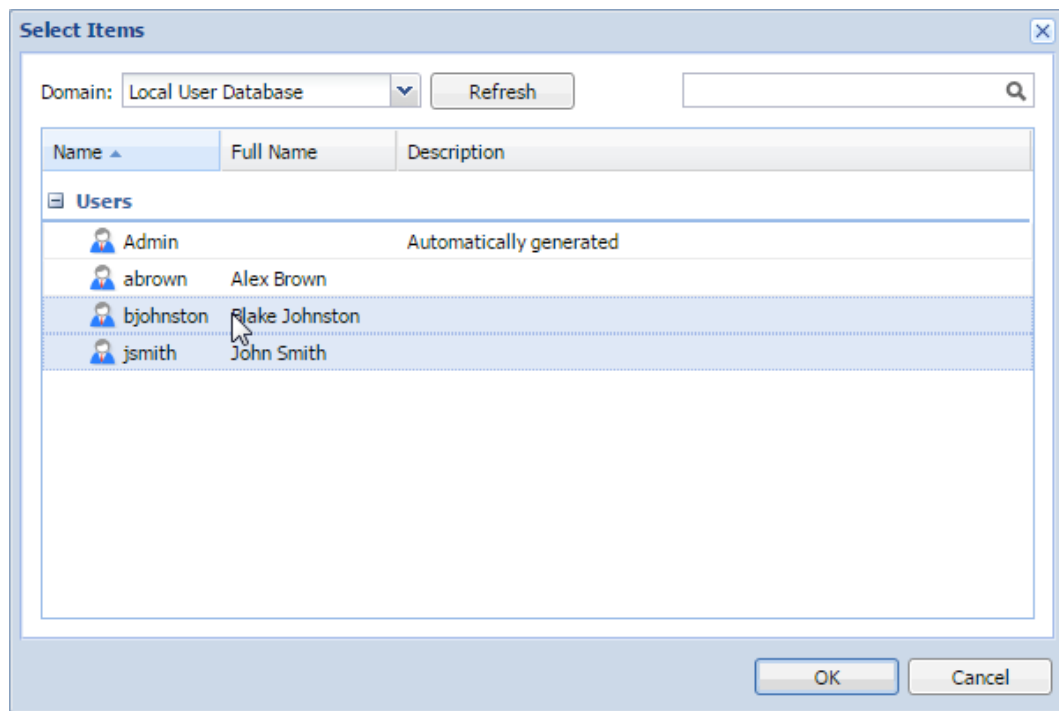 Select Items
Domain: Local User Database Refresh
Name Full Name Description
Users
Admin Automatically generated
abrown Alex Brown
bjohnston Blake Johnston
jsmith John Smith
OK Cancel